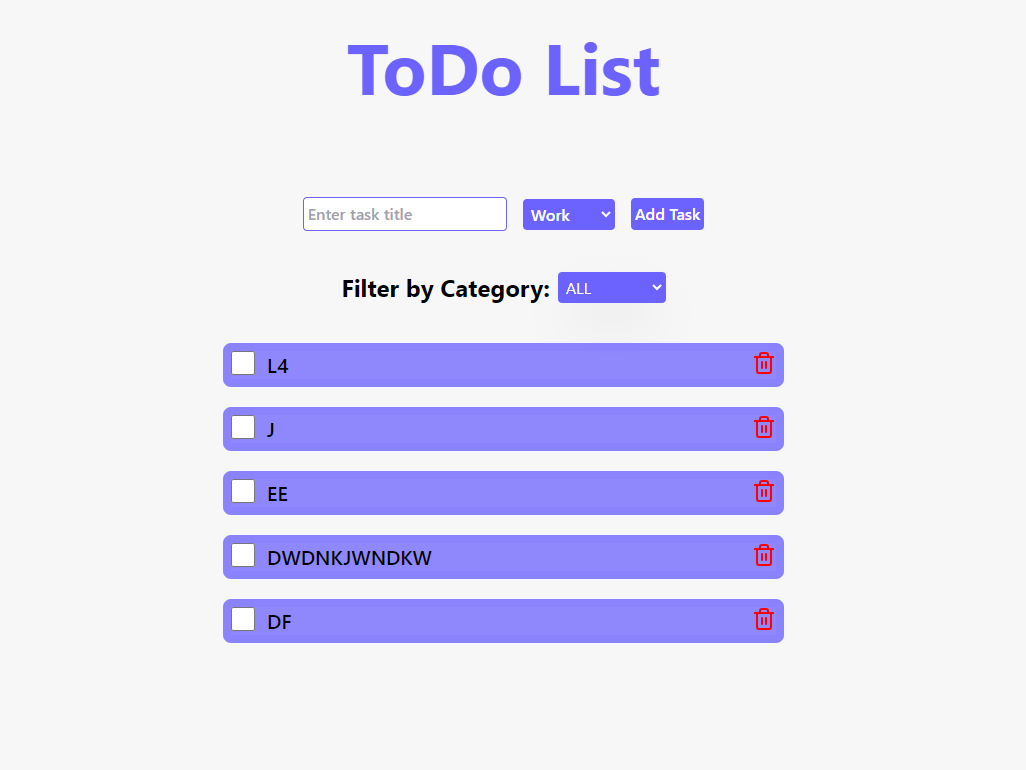 ToDo List
Enter task title Work Add Task
Filter by Category: ALL
L4
J
EE
DWDNKJWNDKW
DF